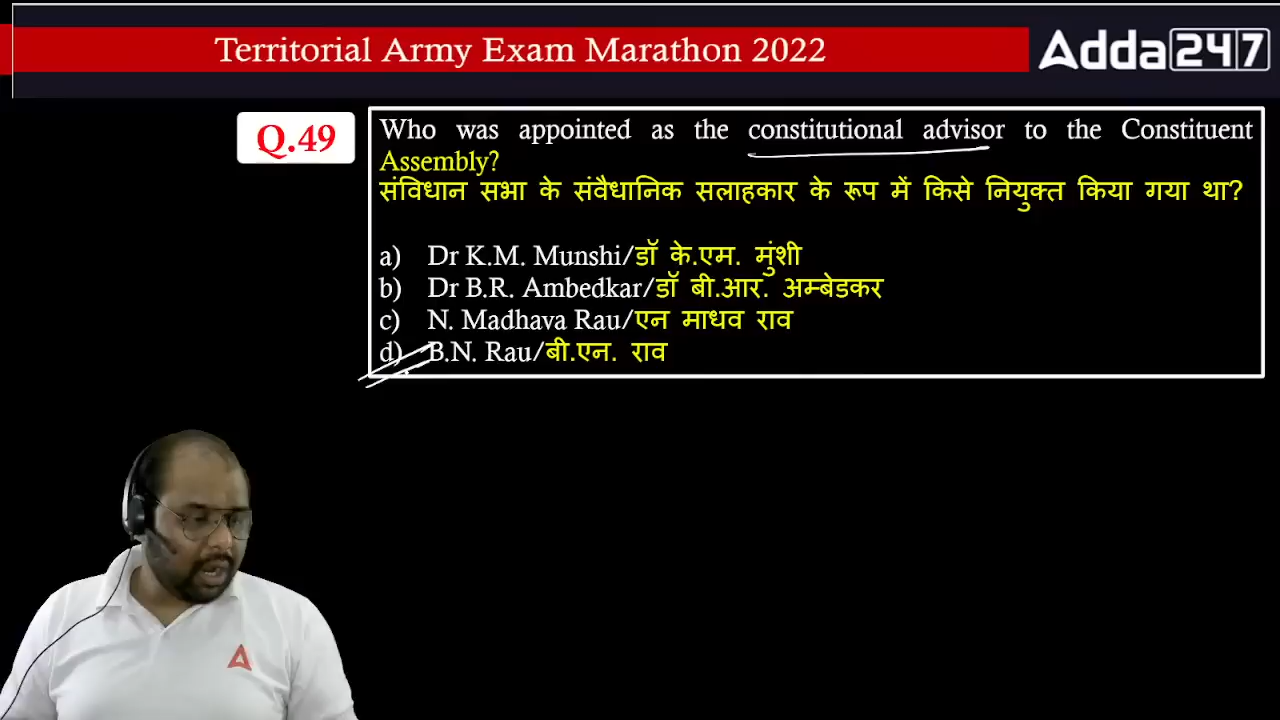 Territorial Army Exam Marathon 2022
Adda247
Q.49
Who was appointed as the constitutional advisor to the Constituent
Assembly?
संविधान सभा के संवैधानिक सलाहकार के रूप में किसे नियुक्त किया गया था?
a) Dr K.M. Munshi/डॉ के.एम. मुंशी
b) Dr B.R. Ambedkar/डॉ बी.आर. अम्बेडकर
c) N. Madhava Rau/एन माधव राव
d) B.N. Rau/बी.एन. राव